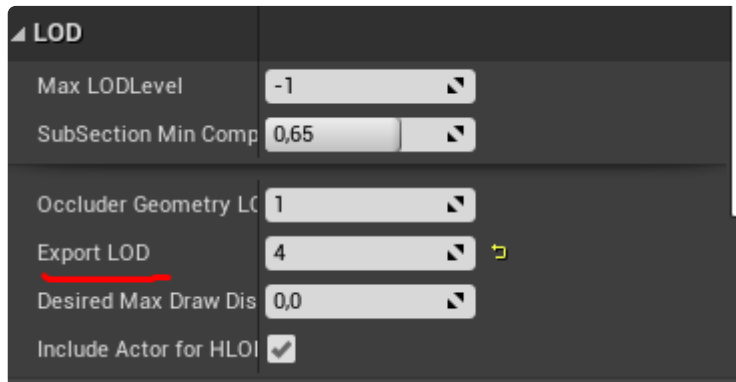 LOD
Max LODLevel -1
SubSection Min Comp 0,65
Occluder Geometry LO 1
Export LOD 4
Desired Max Draw Dis 0,0
Include Actor for HLOI